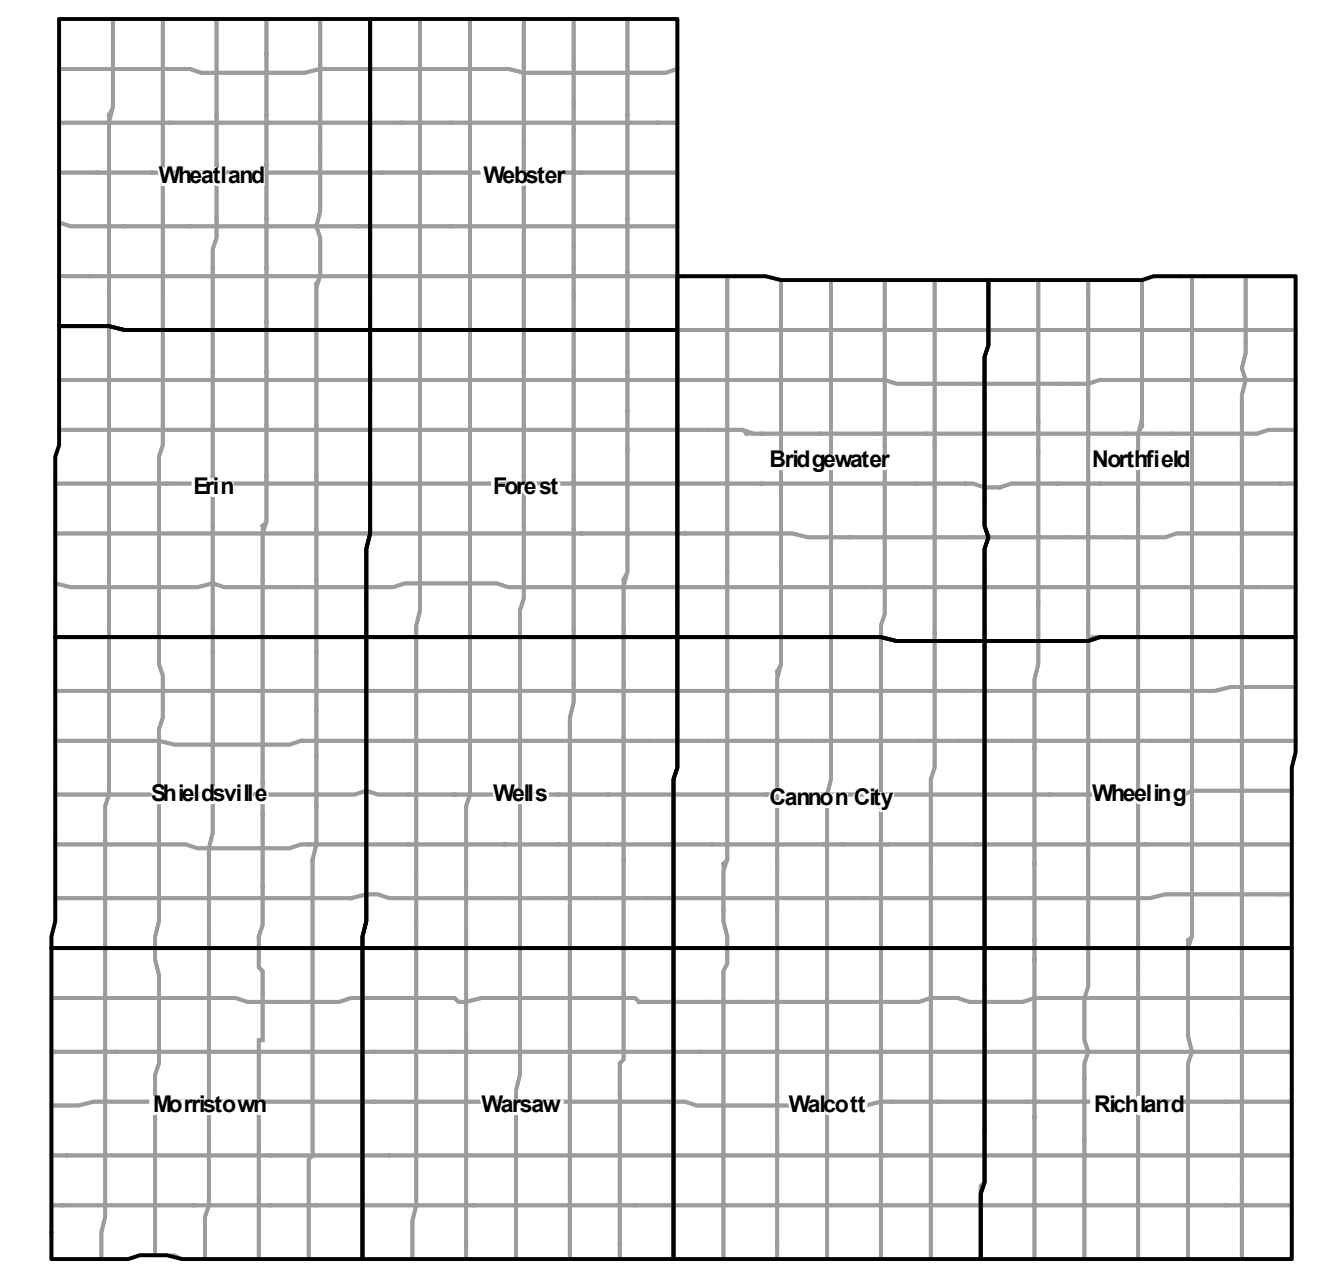 Wheatland
Webster
Bridgewater
Northfield
Erin
Forest
Shieldsville
Wells
Cannon City
Wheeling
Morristown
Warsaw
Walcott
Richland